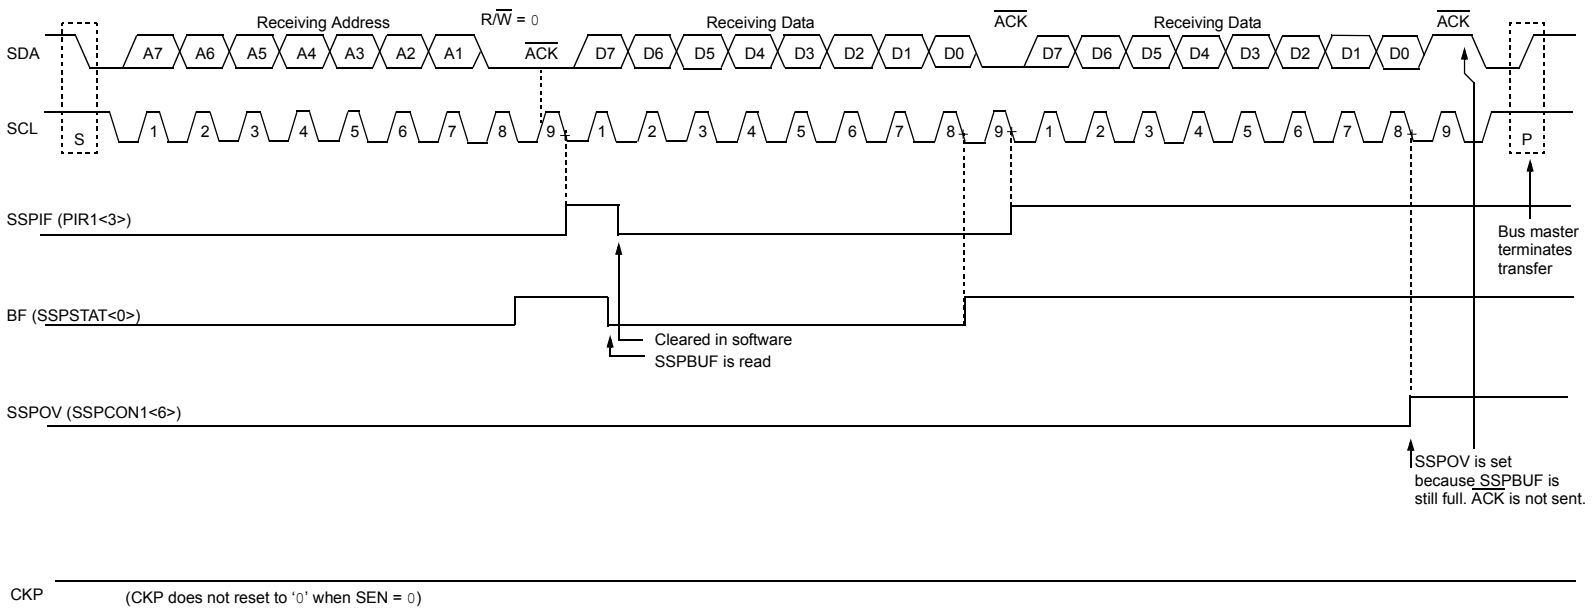 Receiving Address
R/W = 0
Receiving Data
ACK
Receiving Data
ACK
SDA
A7 A6 A5 A4 A3 A2 A1
ACK
D7 D6 D5 D4 D3 D2 D1 D0
D7 D6 D5 D4 D3 D2 D1 D0
SCL
S
1 2 3 4 5 6 7 8 9
1 2 3 4 5 6 7 8 9
1 2 3 4 5 6 7 8 9
P
SSPIF (PIR1<3>)
Bus master
terminates
transfer
BF (SSPSTAT<0>)
Cleared in software
SSPBUF is read
SSPOV (SSPCON1<6>)
SSPOV is set
because SSPBUF is
still full. ACK is not sent.
CKP
(CKP does not reset to ‘0’ when SEN = 0)